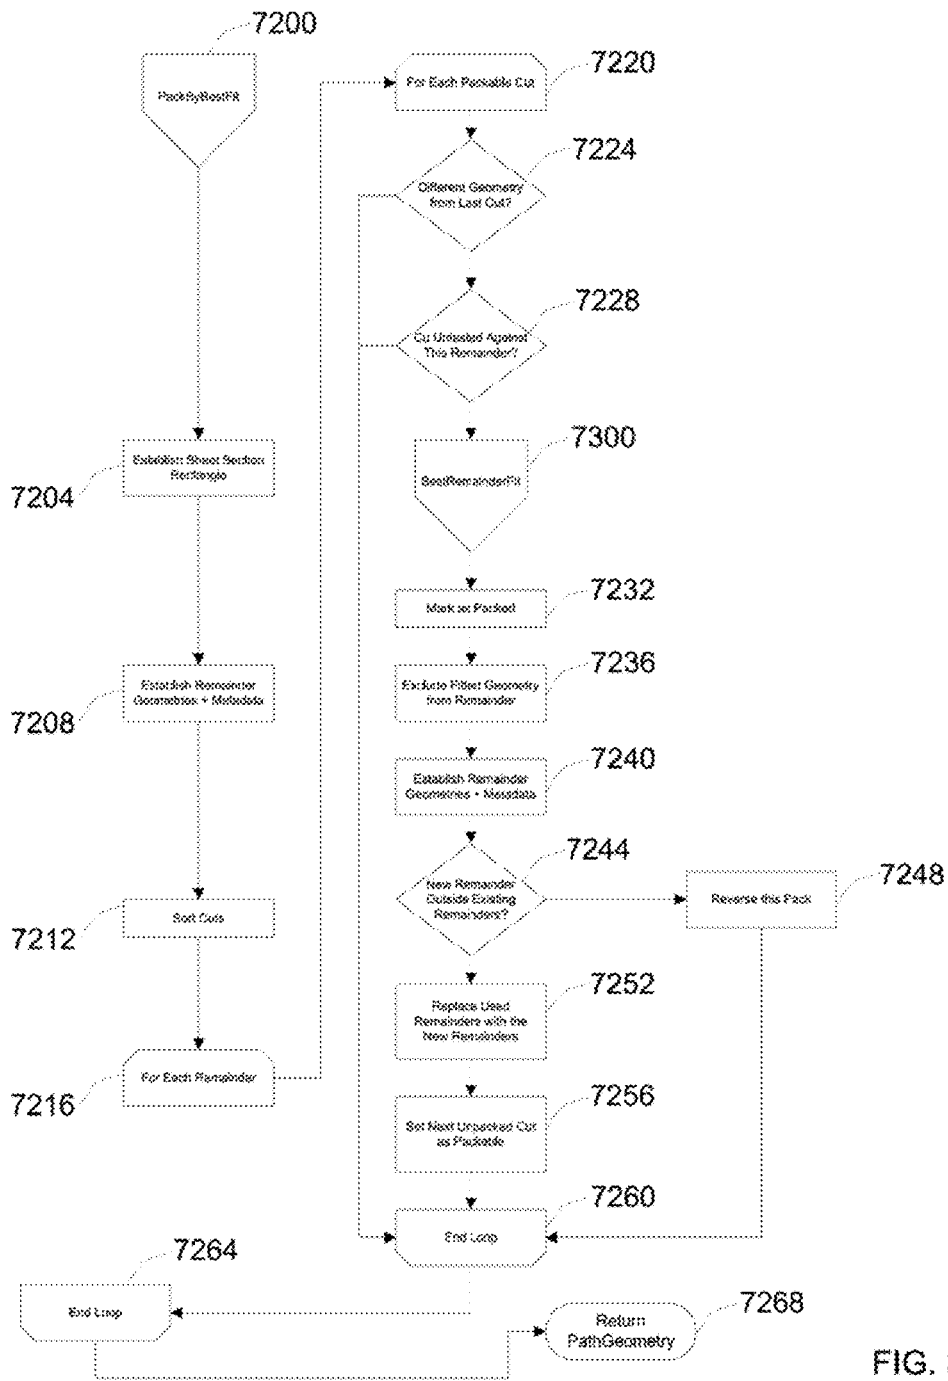 7200
PackByBestFit
7204
Establish Sheet Section
Rectangle
7208
Establish Remainder
Geometries + Metadata
7212
Sort Cuts
7216
For Each Remainder
7220
For Each Packable Cut
7224
Different Geometry
from Last Cut?
7228
Cu Untested Against
This Remainder?
7300
BestRemainderFit
7232
Mark as Packed
7236
Exclude Fitted Geometry
from Remainder
7240
Establish Remainder
Geometries + Metadata
7244
New Remainder
Outside Existing
Remainders?
7248
Reverse this Pack
7252
Replace Used
Remainders with the
New Remainders
7256
Set Next Unpacked Cut
as Packable
7260
End Loop
7264
End Loop
7268
Return
PathGeometry
FIG.